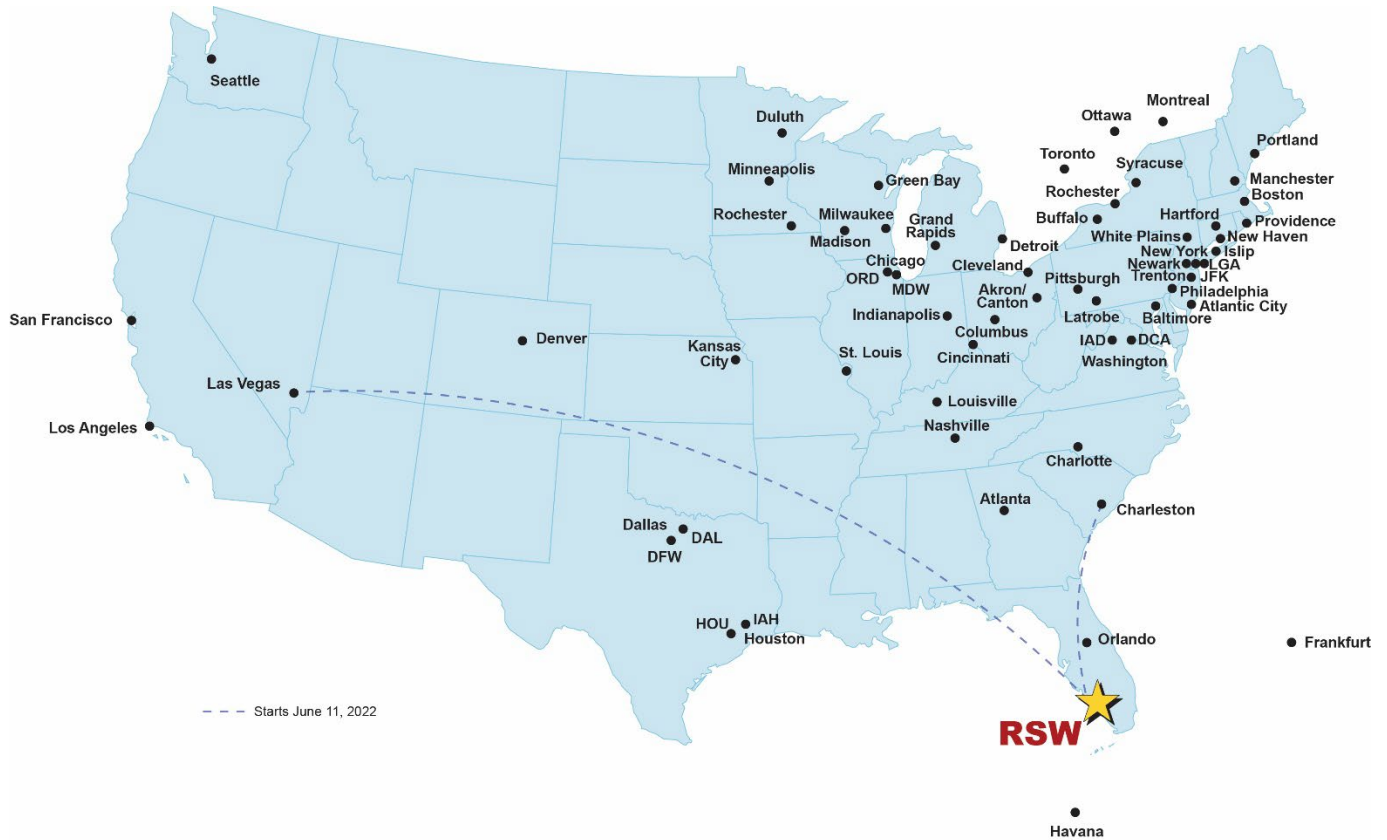 Seattle
Duluth
Montreal
Ottawa
Portland
Toronto
Syracuse
Minneapolis
Green Bay
Manchester
Rochester
Boston
Rochester
Milwaukee
Grand
Rapids
Buffalo
Hartford
Providence
Madison
Detroit
White Plains
New Haven
New York
Islip
Chicago
Cleveland
Newark
LGA
ORD
MDW
Akron/
Canton
Pittsburgh
Trenton
JFK
Philadelphia
Atlantic City
San Francisco
Indianapolis
Columbus
Latrobe
Baltimore
Denver
Kansas
City
St. Louis
Cincinnati
IAD
DCA
Washington
Las Vegas
Louisville
Los Angeles
Nashville
Charlotte
Atlanta
Charleston
Dallas
DAL
DFW
HOU
IAH
Houston
Orlando
Frankfurt
Starts June 11, 2022
RSW
Havana